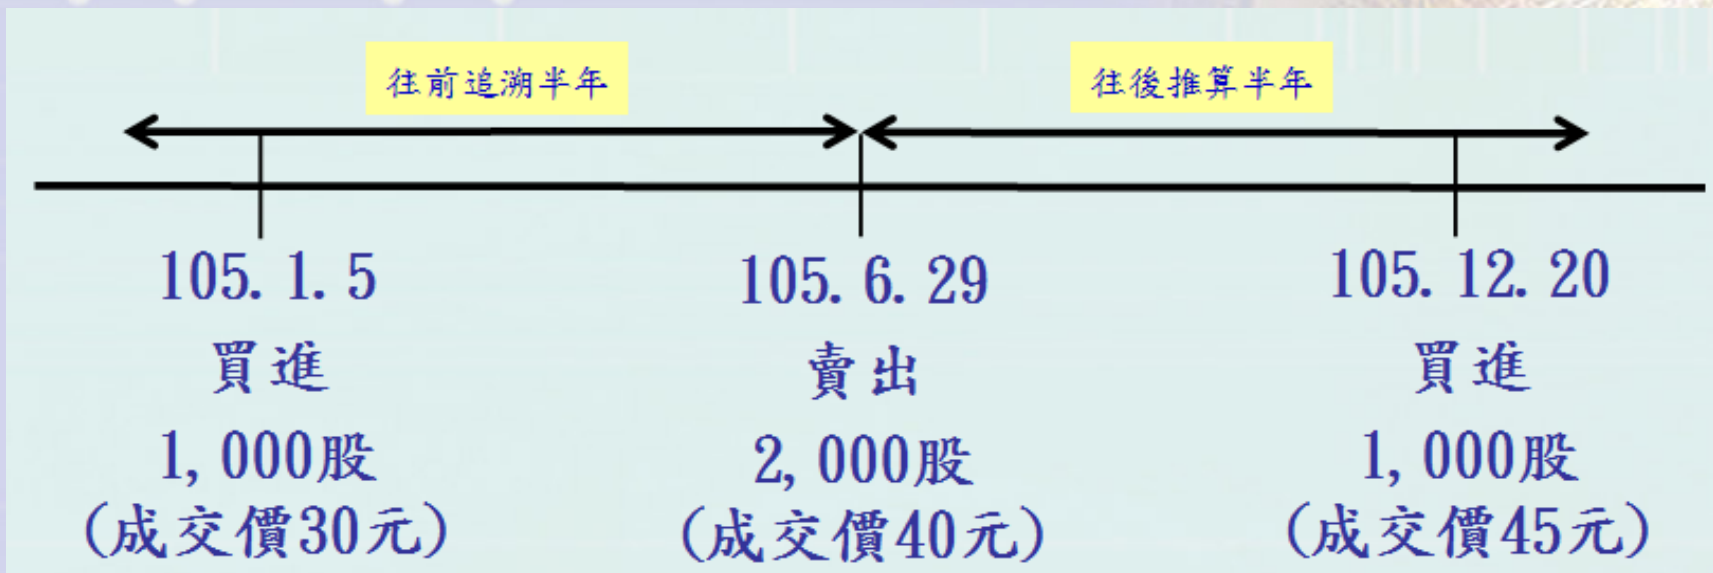 往前追溯半年
往後推算半年
105.1.5
買進
1,000股
(成交價30元)
105.6.29
賣出
2,000股
(成交價40元)
105.12.20
買進
1,000股
(成交價45元)